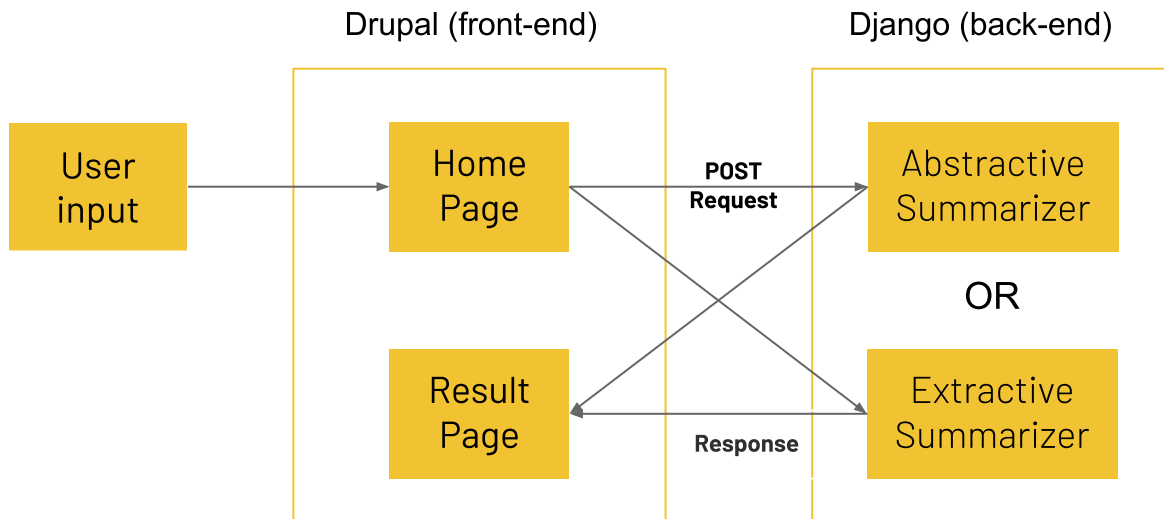 Drupal (front-end)
Django (back-end)
User
input
Home
Page
POST
Request
Abstractive
Summarizer
OR
Result
Page
Response
Extractive
Summarizer